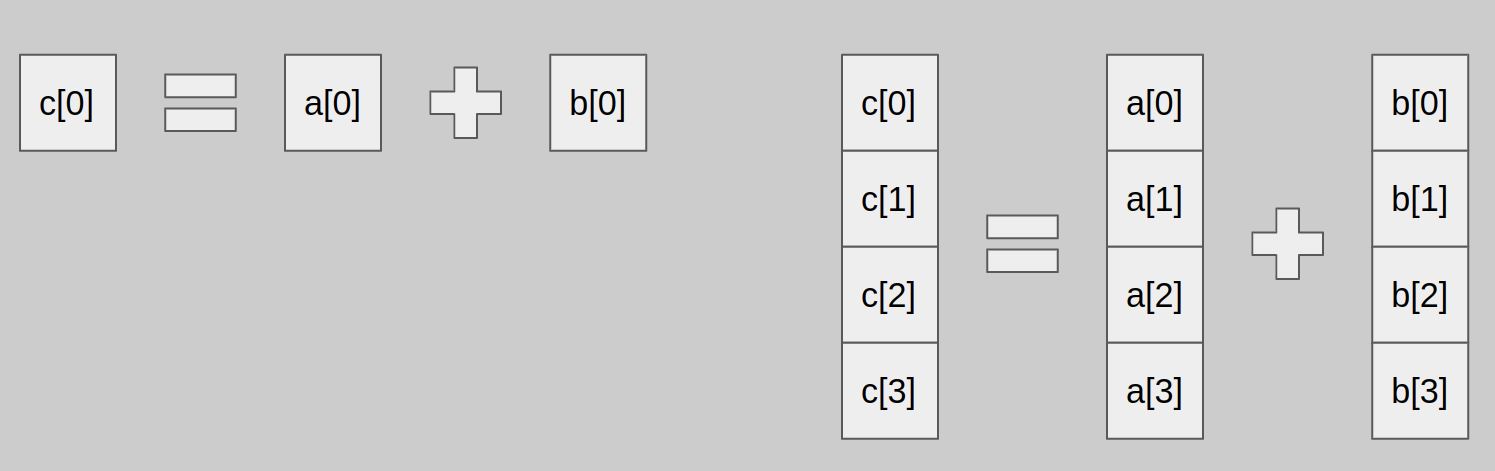 c[0] a[0] b[0] c[0] a[0] b[0]
c[1] a[1] b[1]
c[2] a[2] b[2]
c[3] a[3] b[3]